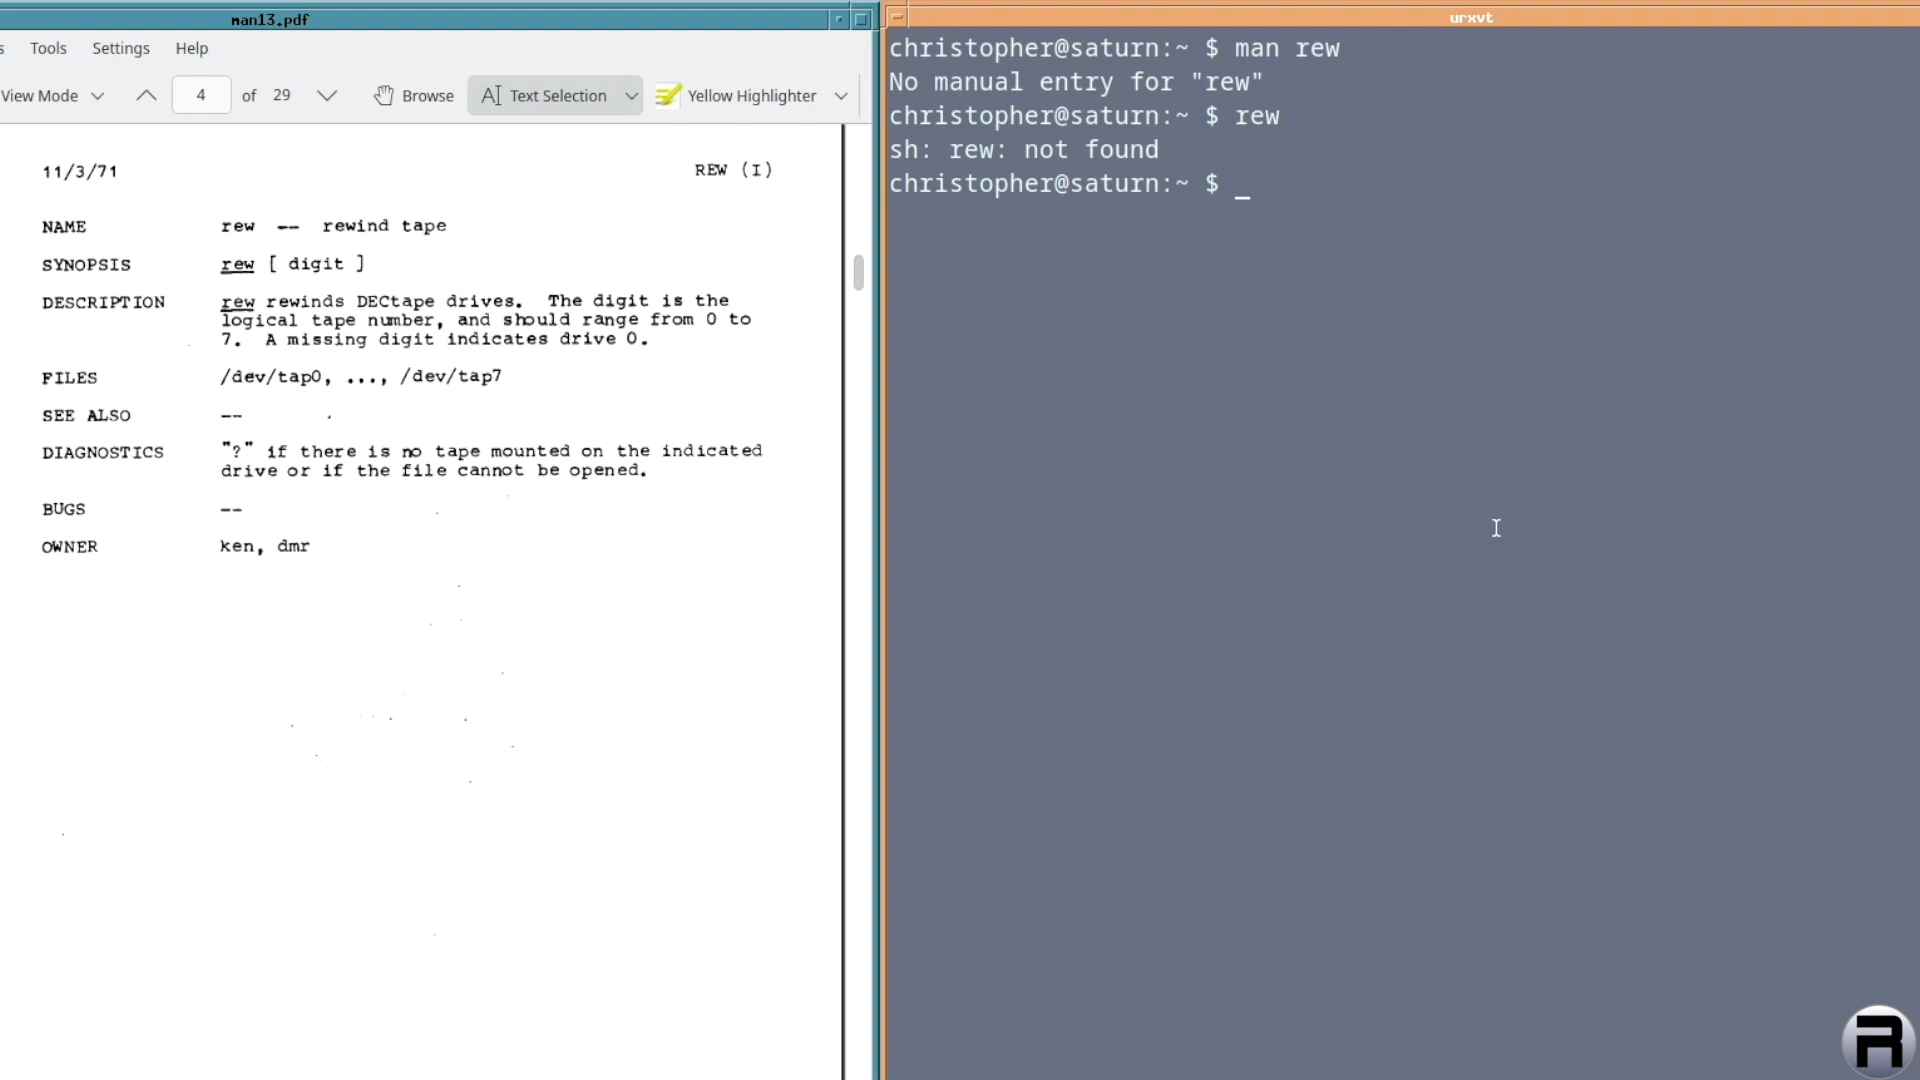 man13.pdf
s Tools Settings Help
View Mode 4 of 29 Browse Text Selection Yellow Highlighter
11/3/71 REW (I)
NAME rew -- rewind tape
SYNOPSIS rew [ digit ]
DESCRIPTION rew rewinds DECtape drives. The digit is the
logical tape number, and should range from 0 to
7. A missing digit indicates drive 0.
FILES /dev/tap0, ..., /dev/tap7
SEE ALSO --
DIAGNOSTICS "?" if there is no tape mounted on the indicated
drive or if the file cannot be opened.
BUGS --
OWNER ken, dmr
urxvt
christopher@saturn:~ $ man rew
No manual entry for "rew"
christopher@saturn:~ $ rew
sh: rew: not found
christopher@saturn:~ $ _
R